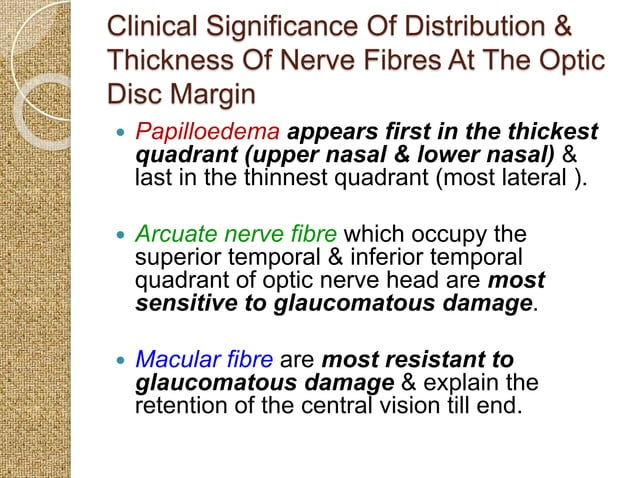 Clinical Significance Of Distribution &
Thickness Of Nerve Fibres At The Optic
Disc Margin
• Papilloedema appears first in the thickest
quadrant (upper nasal & lower nasal) &
last in the thinnest quadrant (most lateral ).
• Arcuate nerve fibre which occupy the
superior temporal & inferior temporal
quadrant of optic nerve head are most
sensitive to glaucomatous damage.
• Macular fibre are most resistant to
glaucomatous damage & explain the
retention of the central vision till end.